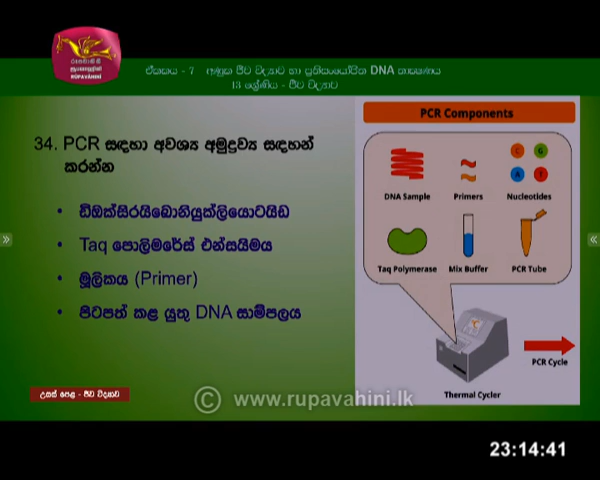 රූපවාහිනී
RUPAVAHINI
ඒකකය - 7 අණුක ජීව විද්‍යාව හා ප්‍රතිසංයෝජිත DNA තාක්ෂණය
13 ශ්‍රේණිය - ජීව විද්‍යාව
34. PCR සඳහා අවශ්‍ය අමුද්‍රව්‍ය සඳහන්
කරන්න
• ඩිඔක්සිරයිබොනියුක්ලියොටයිඩ
• Taq පොලිමරේස් එන්සයිමය
• මූලිකය (Primer)
• පිටපත් කළ යුතු DNA සාම්පලය
PCR Components
C
G
A
T
DNA Sample
Primers
Nucleotides
Taq Polymerase
Mix Buffer
PCR Tube
PCR Cycle
Thermal Cycler
උසස් පෙළ - ජීව විද්‍යාව
© www.rupavahini.lk
23:14:41